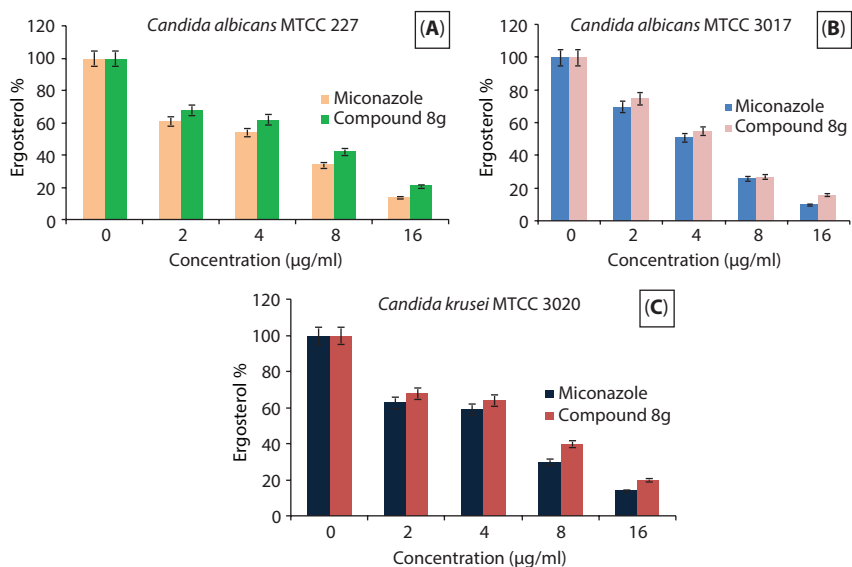 Candida albicans MTCC 227
(A)
120
100
80
60
40
20
0
Ergosterol %
Miconazole
Compound 8g
0 2 4 8 16
Concentration (µg/ml)
Candida albicans MTCC 3017
(B)
120
100
80
60
40
20
0
Ergosterol %
Miconazole
Compound 8g
0 2 4 8 16
Concentration (µg/ml)
Candida krusei MTCC 3020
(C)
120
100
80
60
40
20
0
Ergosterol %
Miconazole
Compound 8g
0 2 4 8 16
Concentration (µg/ml)